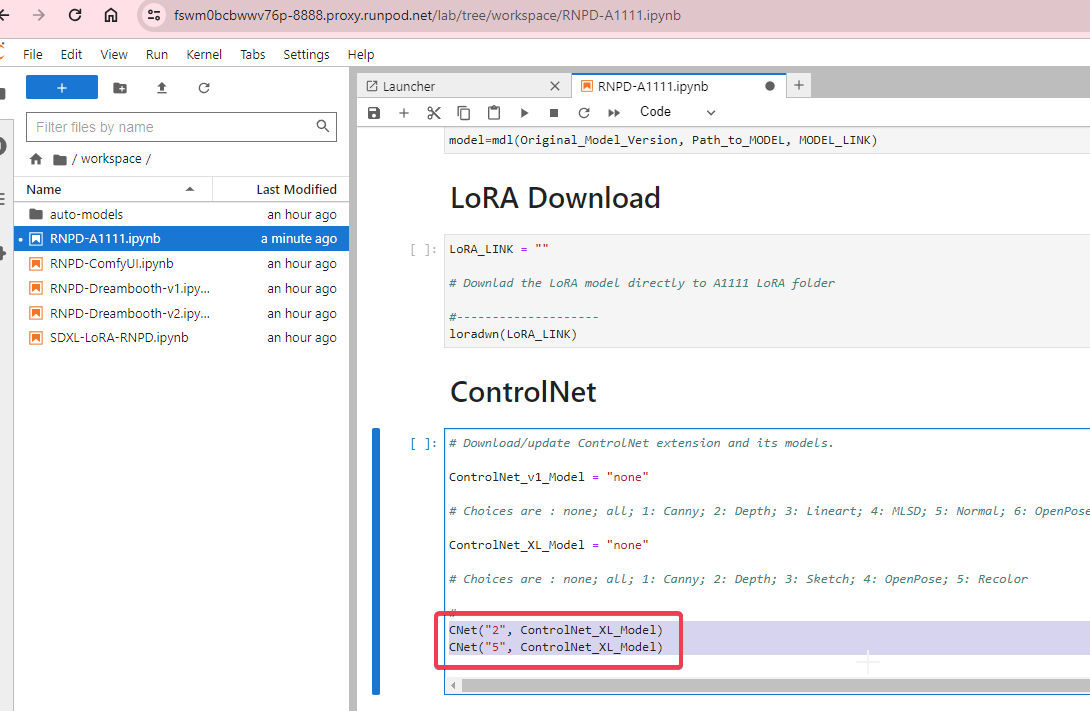 fswm0bcbwwv76p-8888.proxy.runpod.net/lab/tree/workspace/RNPD-A1111.ipynb
File Edit View Run Kernel Tabs Settings Help
+
Launcher
RNPD-A1111.ipynb
+
Code
Filter files by name
/ workspace /
Name Last Modified
auto-models an hour ago
RNPD-A1111.ipynb a minute ago
RNPD-ComfyUI.ipynb an hour ago
RNPD-Dreambooth-v1.ipy... an hour ago
RNPD-Dreambooth-v2.ipy... an hour ago
SDXL-LoRA-RNPD.ipynb an hour ago
model=mdl(Original_Model_Version, Path_to_MODEL, MODEL_LINK)
LoRA Download
[ ]: LoRA_LINK = ""
# Downlad the LoRA model directly to A1111 LoRA folder
#--------------------
loradwn(LoRA_LINK)
ControlNet
[ ]: # Download/update ControlNet extension and its models.
ControlNet_v1_Model = "none"
# Choices are : none; all; 1: Canny; 2: Depth; 3: Lineart; 4: MLSD; 5: Normal; 6: OpenPose
ControlNet_XL_Model = "none"
# Choices are : none; all; 1: Canny; 2: Depth; 3: Sketch; 4: OpenPose; 5: Recolor
#
CNet("2", ControlNet_XL_Model)
CNet("5", ControlNet_XL_Model)